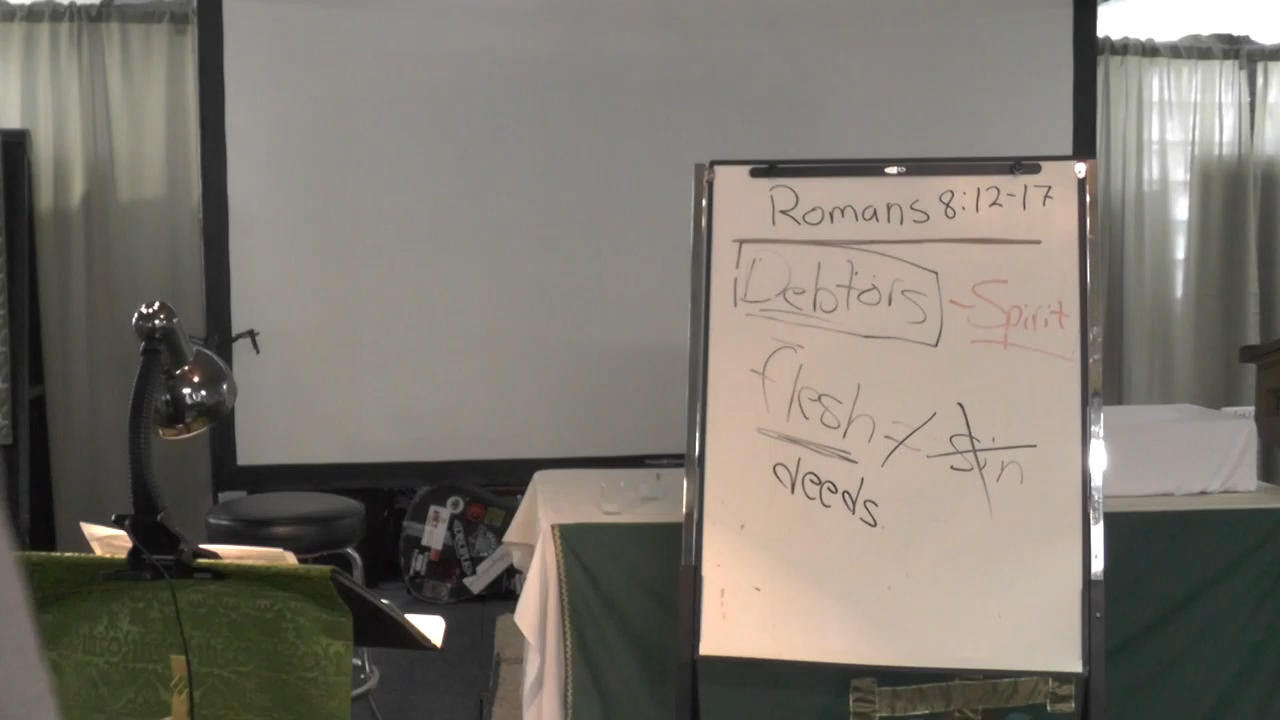 Romans 8:12-17
Debtors - Spirit
flesh ≠ sin
deeds